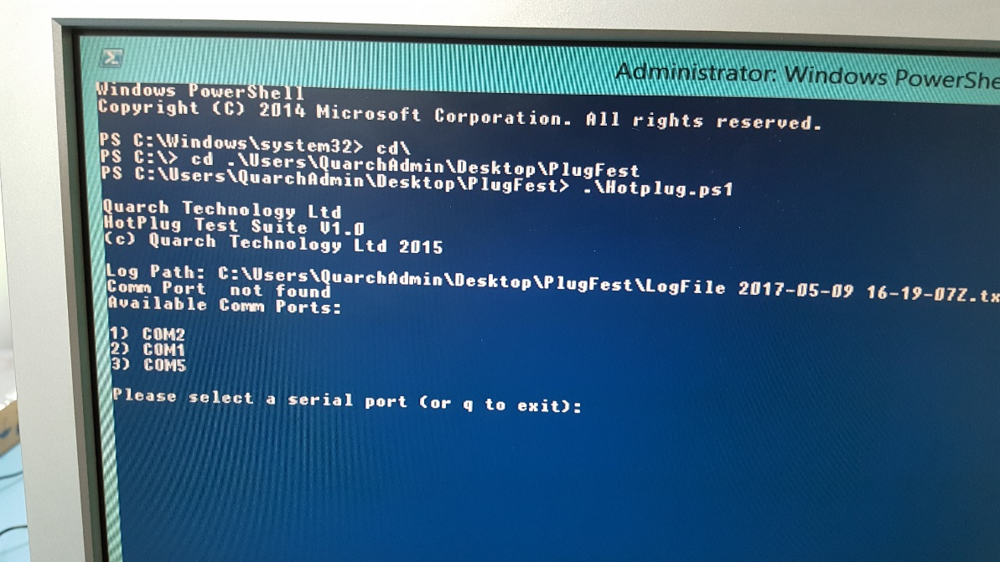 Administrator: Windows PowerShe
Windows PowerShell
Copyright (C) 2014 Microsoft Corporation. All rights reserved.
PS C:\Windows\system32> cd\
PS C:\> cd .\Users\QuarchAdmin\Desktop\PlugFest
PS C:\Users\QuarchAdmin\Desktop\PlugFest> .\Hotplug.ps1
Quarch Technology Ltd
HotPlug Test Suite V1.0
(c) Quarch Technology Ltd 2015
Log Path: C:\Users\QuarchAdmin\Desktop\PlugFest\LogFile 2017-05-09 16-19-07Z.tx
Comm Port  not found
Available Comm Ports:
1) COM2
2) COM1
3) COM5
Please select a serial port (or q to exit):